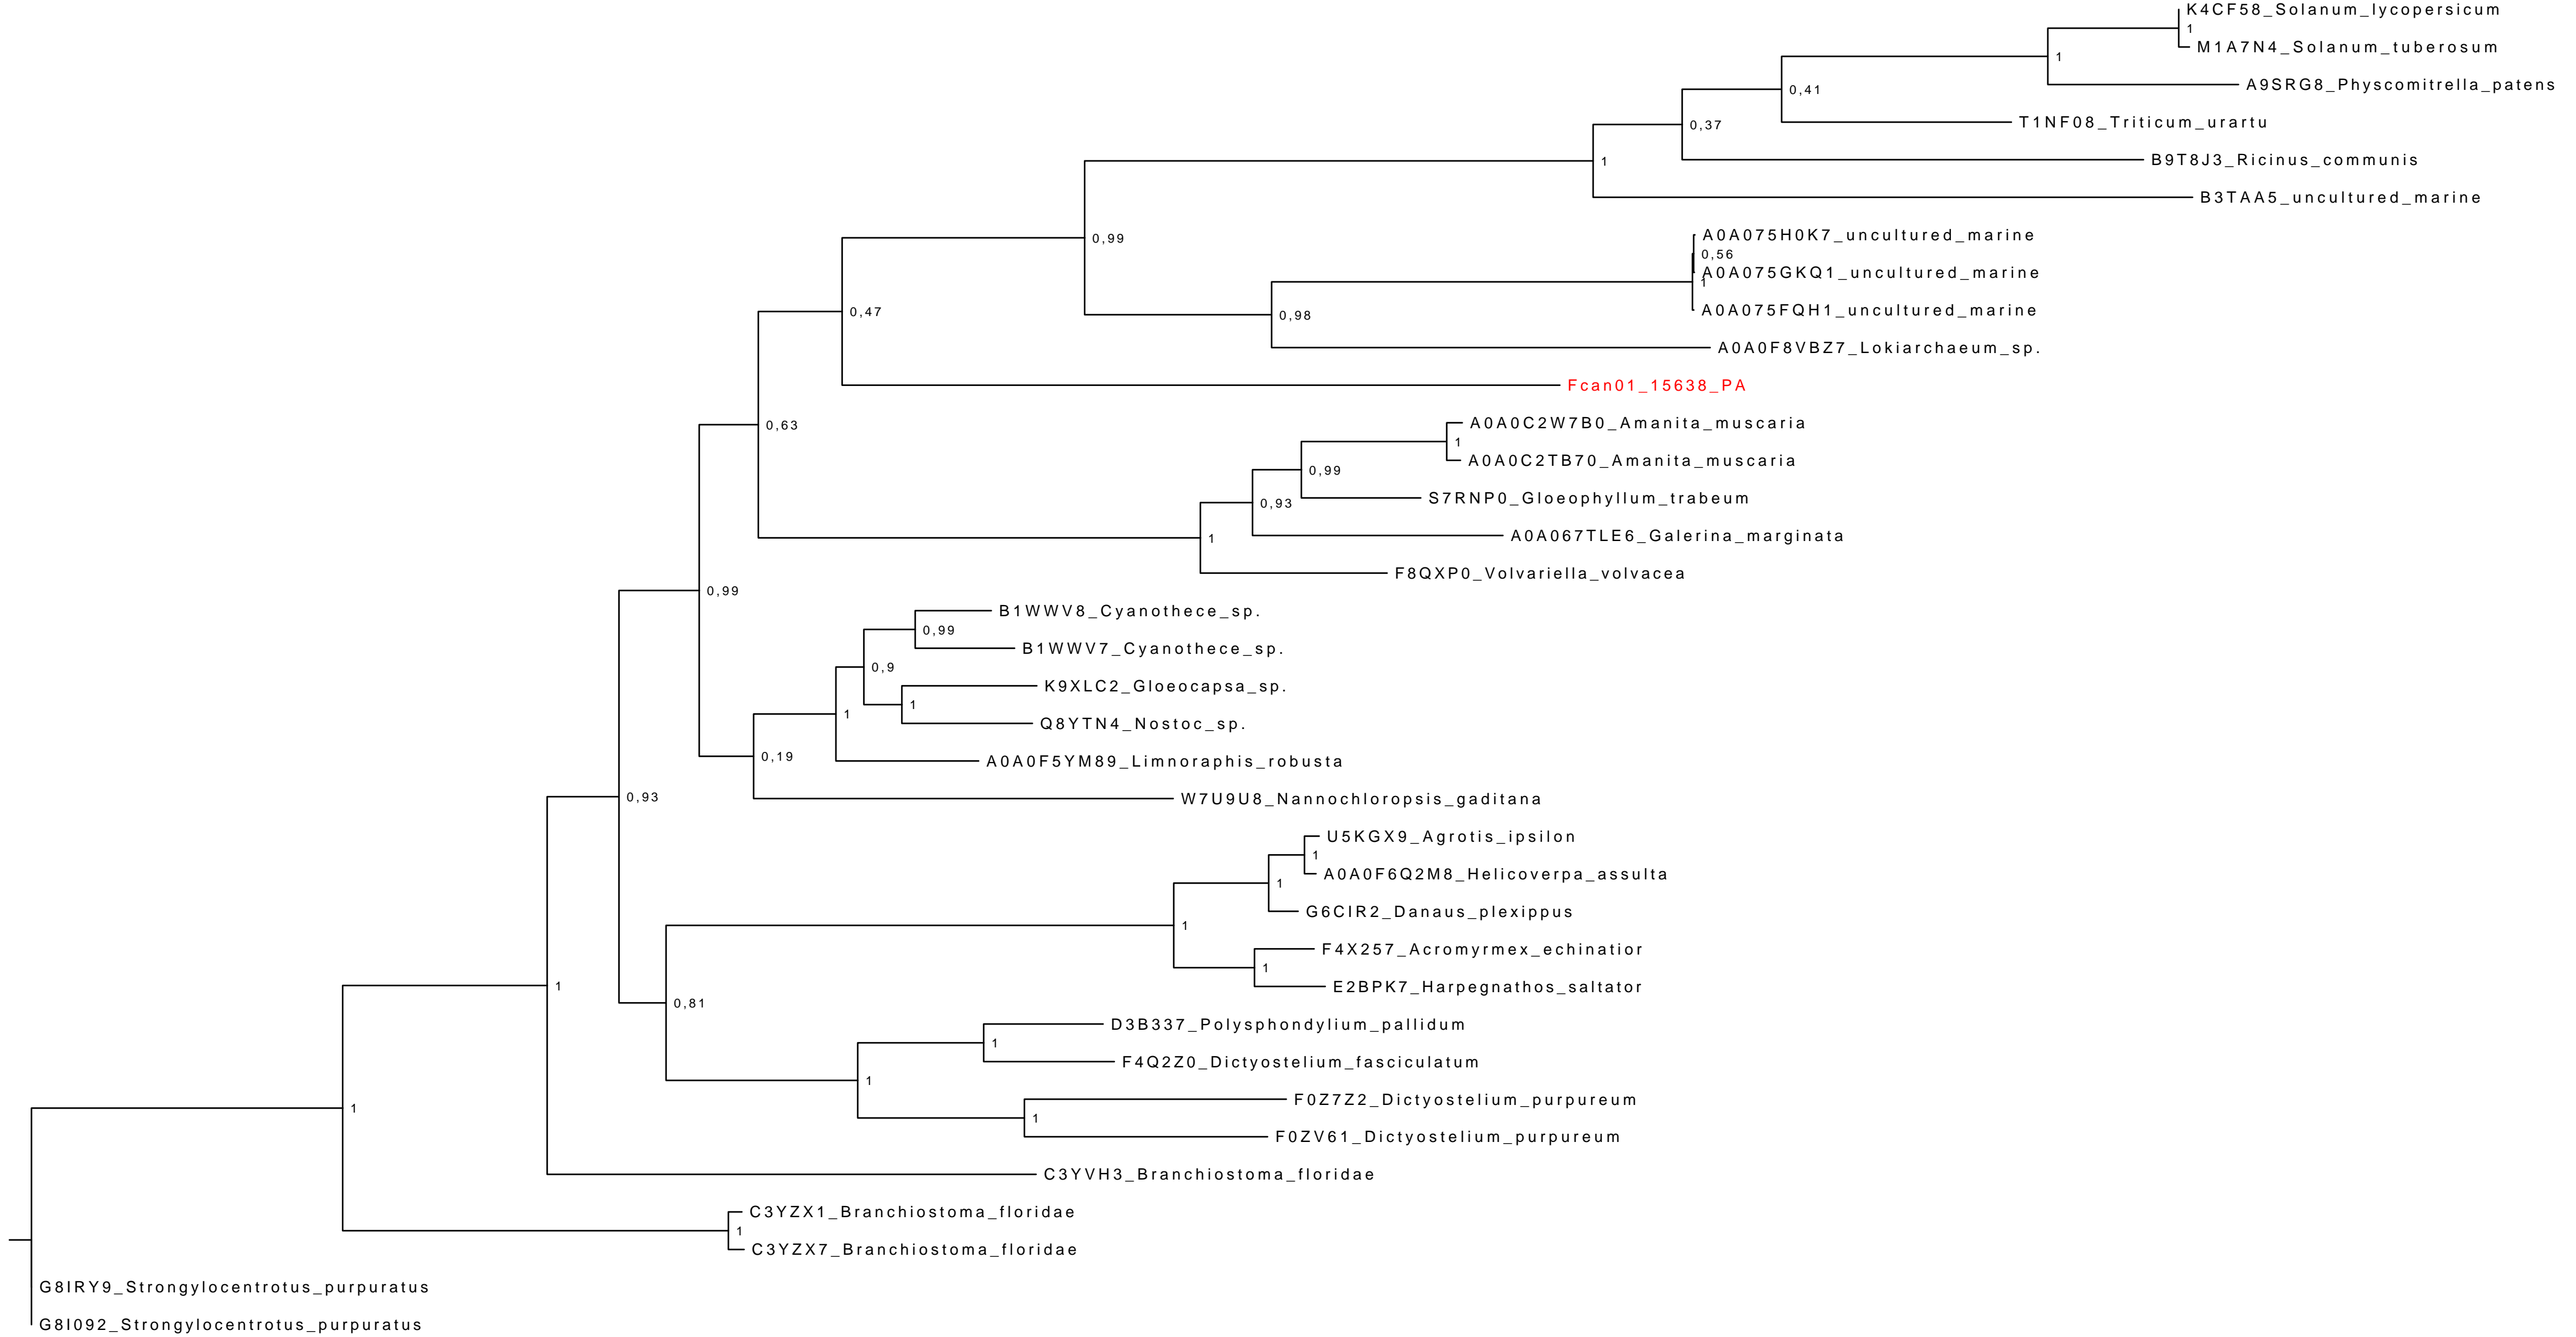 K4CF58_Solanum_lycopersicum
1
M1A7N4_Solanum_tuberosum
1
A9SRG8_Physcomitrella_patens
0,41
T1NF08_Triticum_urartu
0,37
B9T8J3_Ricinus_communis
1
B3TAA5_uncultured_marine
A0A075H0K7_uncultured_marine
0,99
0,56
A0A075GKQ1_uncultured_marine
1
A0A075FQH1_uncultured_marine
0,47
0,98
A0A0F8VBZ7_Lokiarchaeum_sp.
Fcan01_15638_PA
A0A0C2W7B0_Amanita_muscaria
0,63
1
A0A0C2TB70_Amanita_muscaria
0,99
S7RNP0_Gloeophyllum_trabeum
0,93
A0A067TLE6_Galerina_marginata
1
F8QXP0_Volvariella_volvacea
0,99
B1WWV8_Cyanothece_sp.
0,99
B1WWV7_Cyanothece_sp.
0,9
K9XLC2_Gloeocapsa_sp.
1
1
Q8YTN4_Nostoc_sp.
0,19
A0A0F5YM89_Limnoraphis_robusta
0,93
W7U9U8_Nannochloropsis_gaditana
U5KGX9_Agrotis_ipsilon
1
A0A0F6Q2M8_Helicoverpa_assulta
1
G6CIR2_Danaus_plexippus
1
F4X257_Acromyrmex_echinatior
1
1
E2BPK7_Harpegnathos_saltator
0,81
D3B337_Polysphondylium_pallidum
1
F4Q2Z0_Dictyostelium_fasciculatum
1
F0Z7Z2_Dictyostelium_purpureum
1
1
F0ZV61_Dictyostelium_purpureum
C3YVH3_Branchiostoma_floridae
C3YZX1_Branchiostoma_floridae
1
C3YZX7_Branchiostoma_floridae
G8IRY9_Strongylocentrotus_purpuratus
G8I092_Strongylocentrotus_purpuratus